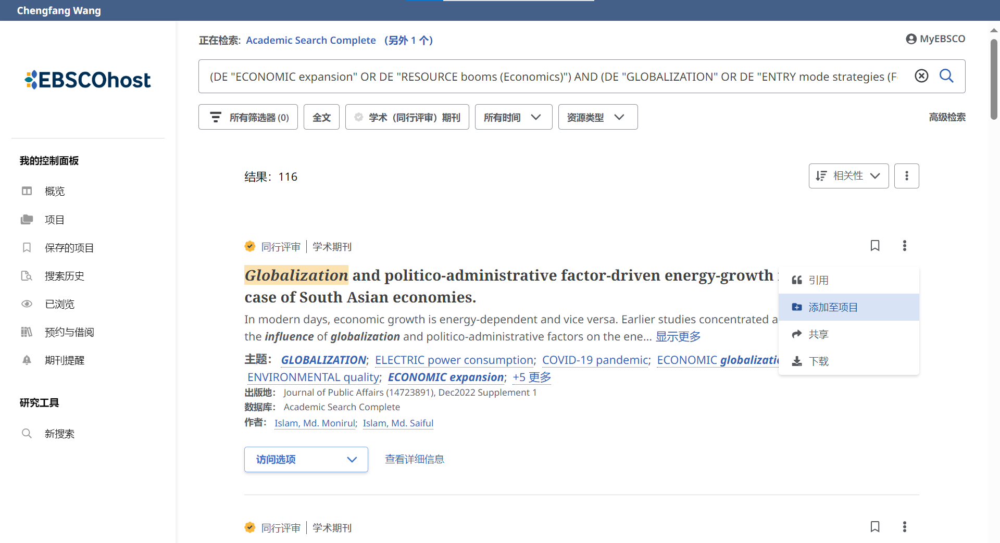 Chengfang Wang
EBSCOhost
我的控制面板
概览
项目
保存的项目
搜索历史
已浏览
预约与借阅
期刊提醒
研究工具
新搜索
正在检索: Academic Search Complete (另外 1 个)
MyEBSCO
(DE "ECONOMIC expansion" OR DE "RESOURCE booms (Economics)") AND (DE "GLOBALIZATION" OR DE "ENTRY mode strategies (F
所有筛选器 (0)
全文
学术（同行评审）期刊
所有时间
资源类型
高级检索
结果：116
相关性
同行评审 | 学术期刊
Globalization and politico-administrative factor-driven energy-growth
case of South Asian economies.
In modern days, economic growth is energy-dependent and vice versa. Earlier studies concentrated a
the influence of globalization and politico-administrative factors on the ene... 显示更多
主题： GLOBALIZATION; ELECTRIC power consumption; COVID-19 pandemic; ECONOMIC globalizatio
ENVIRONMENTAL quality; ECONOMIC expansion; +5 更多
出版地： Journal of Public Affairs (14723891), Dec2022 Supplement 1
数据库： Academic Search Complete
作者： Islam, Md. Monirul; Islam, Md. Saiful
引用
添加至项目
共享
下载
访问选项
查看详细信息
同行评审 | 学术期刊